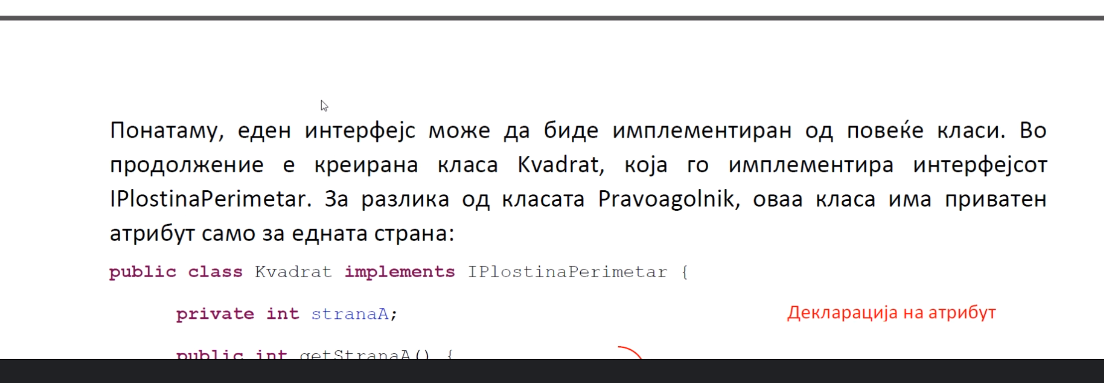 Понатаму, еден интерфејс може да биде имплементиран од повеќе класи. Во
продолжение е креирана класа Kvadrat, која го имплементира интерфејсот
IPlostinaPerimetar. За разлика од класата Pravoagolnik, оваа класа има приватен
атрибут само за едната страна:
public class Kvadrat implements IPlostinaPerimetar {
private int stranaA;
Декларација на атрибут
public int getStranaA() {